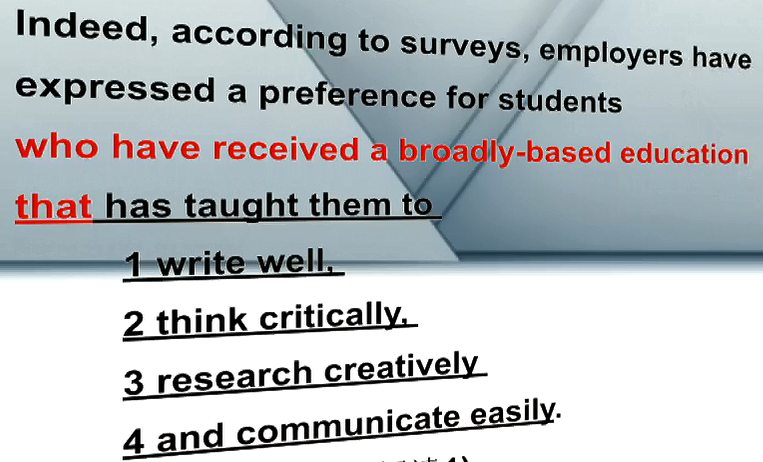 Indeed, according to surveys, employers have
expressed a preference for students
who have received a broadly-based education
that has taught them to
1 write well,
2 think critically,
3 research creatively
4 and communicate easily.